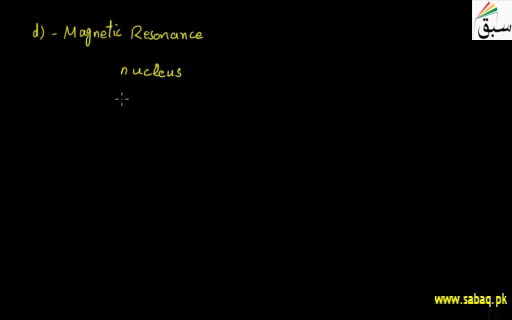 سبق
d) - Magnetic Resonance
nucleus
www.sabaq.pk